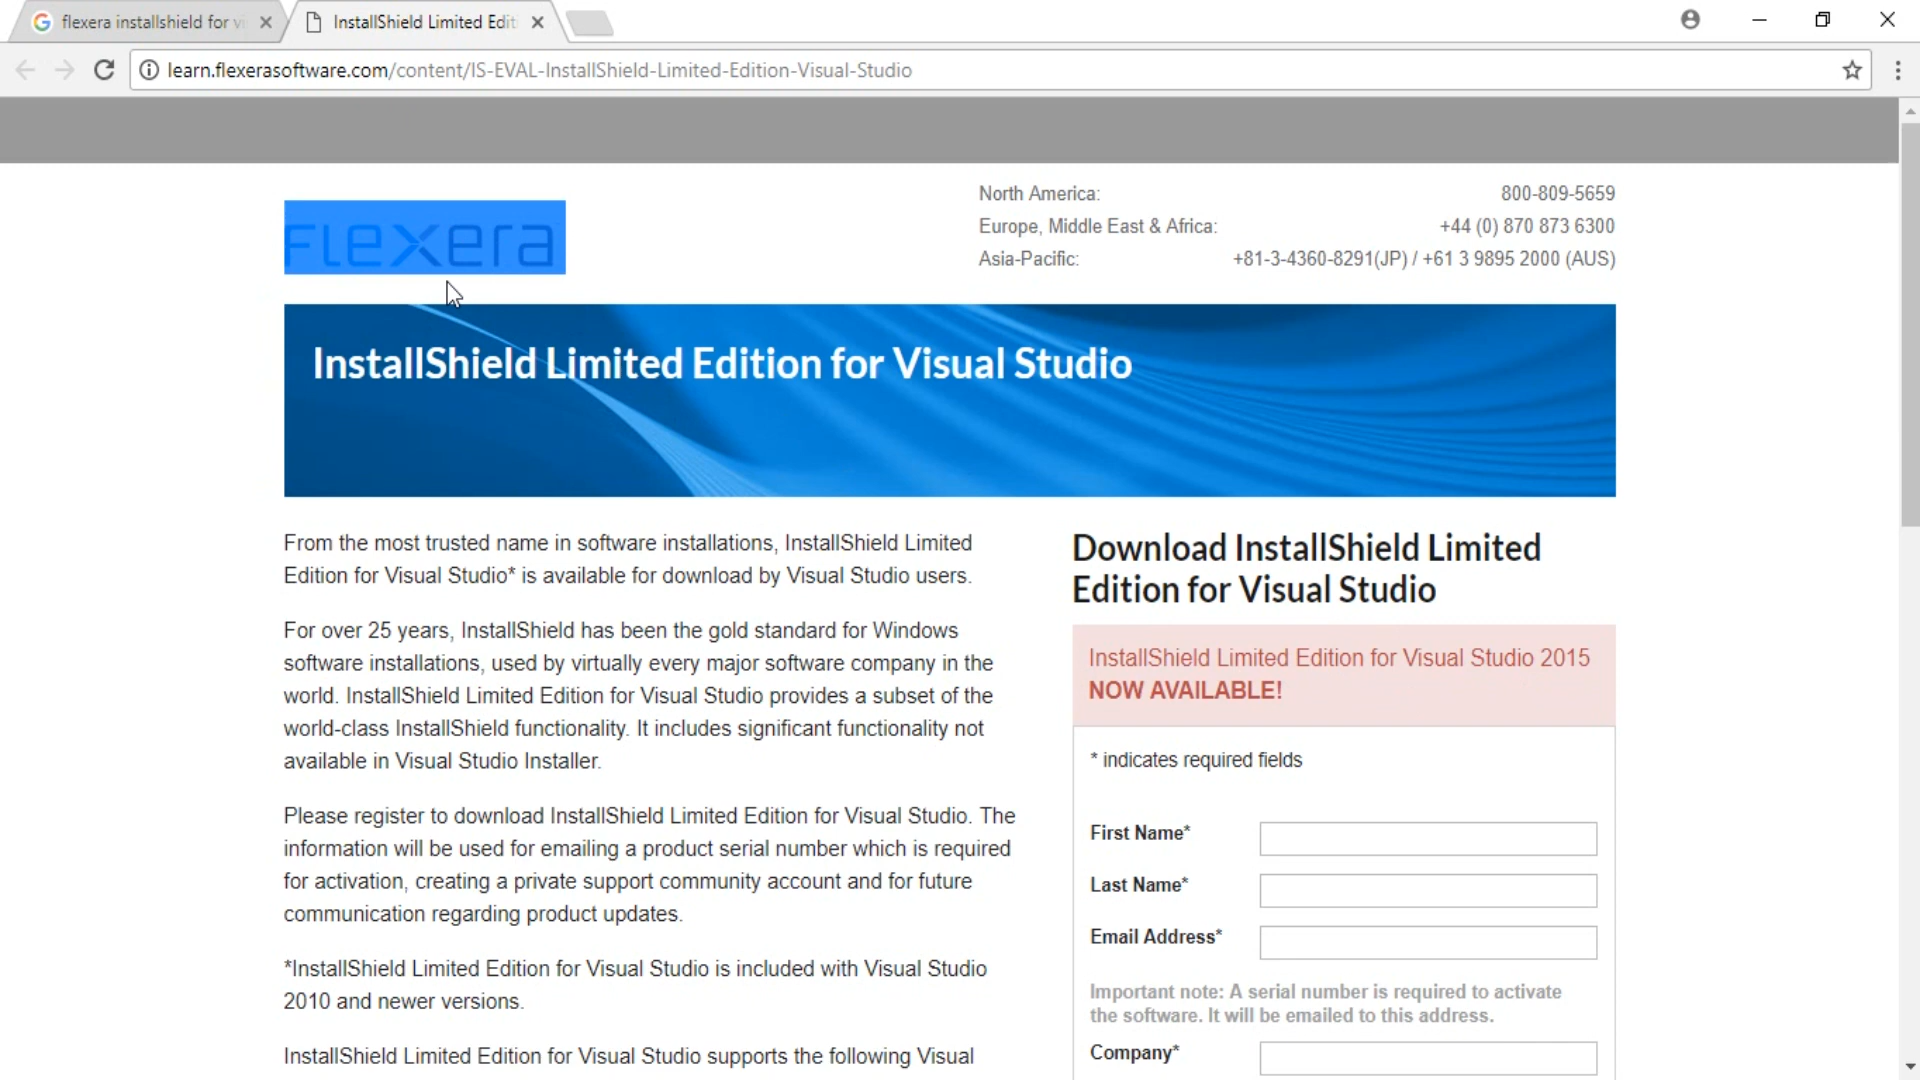 flexera installshield for vi
InstallShield Limited Edit
learn.flexerasoftware.com/content/IS-EVAL-InstallShield-Limited-Edition-Visual-Studio
flexera
North America: 800-809-5659
Europe, Middle East & Africa: +44 (0) 870 873 6300
Asia-Pacific: +81-3-4360-8291(JP) / +61 3 9895 2000 (AUS)
InstallShield Limited Edition for Visual Studio
From the most trusted name in software installations, InstallShield Limited
Edition for Visual Studio* is available for download by Visual Studio users.
For over 25 years, InstallShield has been the gold standard for Windows
software installations, used by virtually every major software company in the
world. InstallShield Limited Edition for Visual Studio provides a subset of the
world-class InstallShield functionality. It includes significant functionality not
available in Visual Studio Installer.
Please register to download InstallShield Limited Edition for Visual Studio. The
information will be used for emailing a product serial number which is required
for activation, creating a private support community account and for future
communication regarding product updates.
*InstallShield Limited Edition for Visual Studio is included with Visual Studio
2010 and newer versions.
InstallShield Limited Edition for Visual Studio supports the following Visual
Download InstallShield Limited
Edition for Visual Studio
InstallShield Limited Edition for Visual Studio 2015
NOW AVAILABLE!
* indicates required fields
First Name*
Last Name*
Email Address*
Important note: A serial number is required to activate
the software. It will be emailed to this address.
Company*